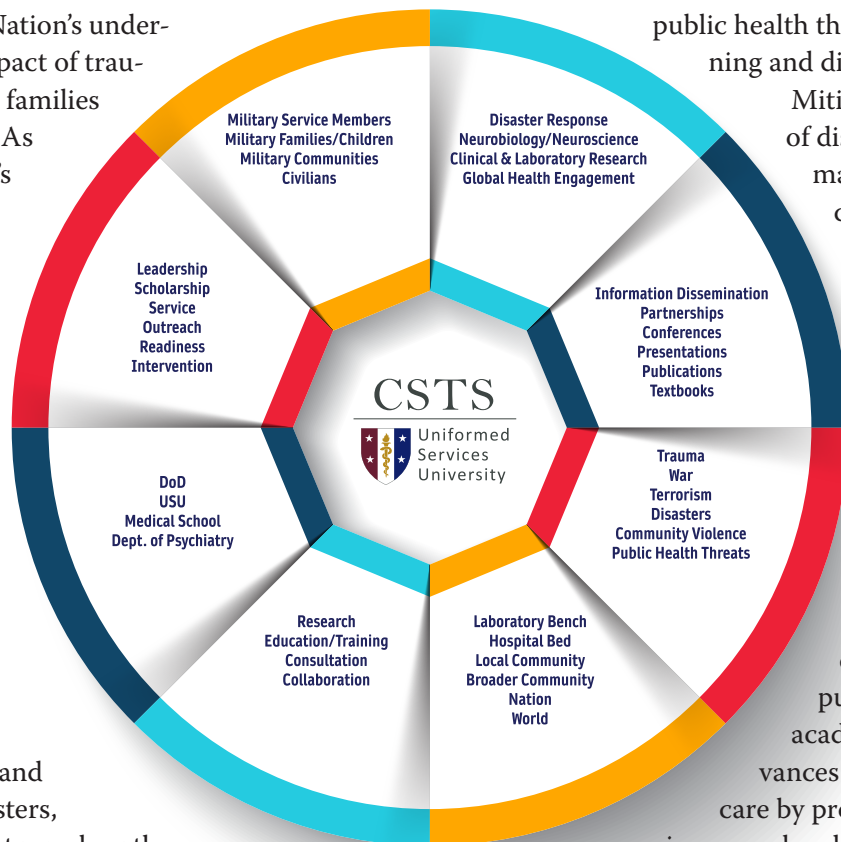 Nation's under-
pact of trau-
families
As
's
public health
ning and
Miti
of
Military Service Members
Military Families/Children
Military Communities
Civilians
Disaster Response
Neurobiology/Neuroscience
Clinical & Laboratory Research
Global Health Engagement
Leadership
Scholarship
Service
Outreach
Readiness
Intervention
Information Dissemination
Partnerships
Conferences
Presentations
Publications
Textbooks
CSTS
Uniformed
Services
University
DoD
USU
Medical School
Dept. of Psychiatry
Trauma
War
Terrorism
Disasters
Community Violence
Public Health Threats
Research
Education/Training
Consultation
Collaboration
Laboratory Bench
Hospital Bed
Local Community
Broader Community
Nation
World
and
sters,
pu
acad
vances
care by pro